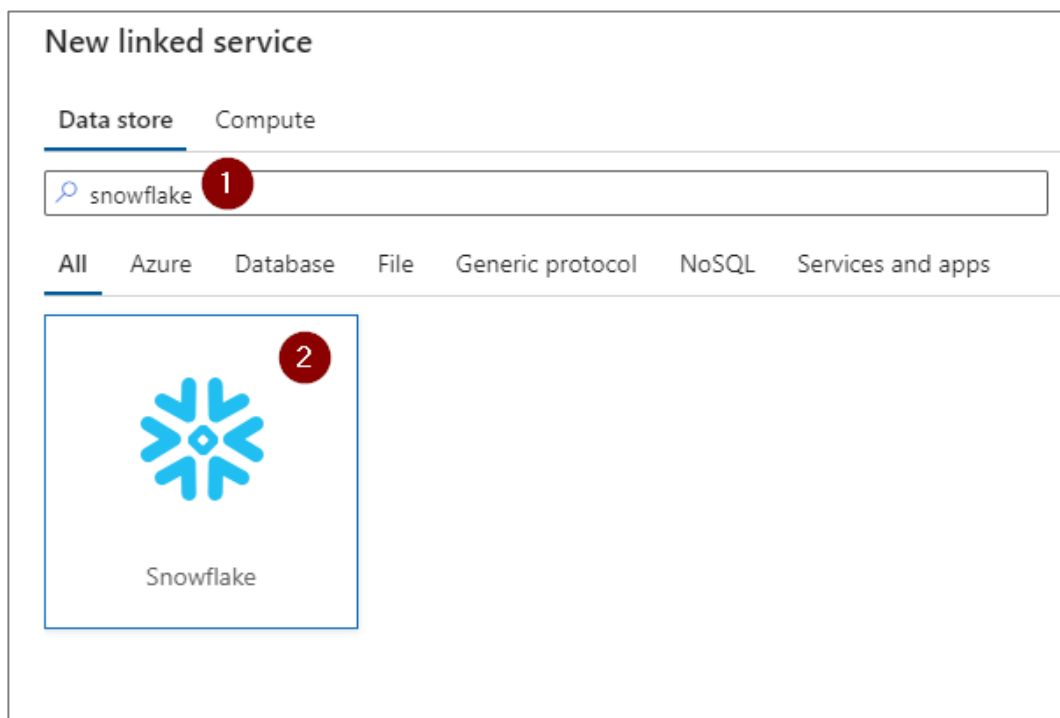 New linked service
Data store Compute
snowflake 1
All Azure Database File Generic protocol NoSQL Services and apps
2
Snowflake